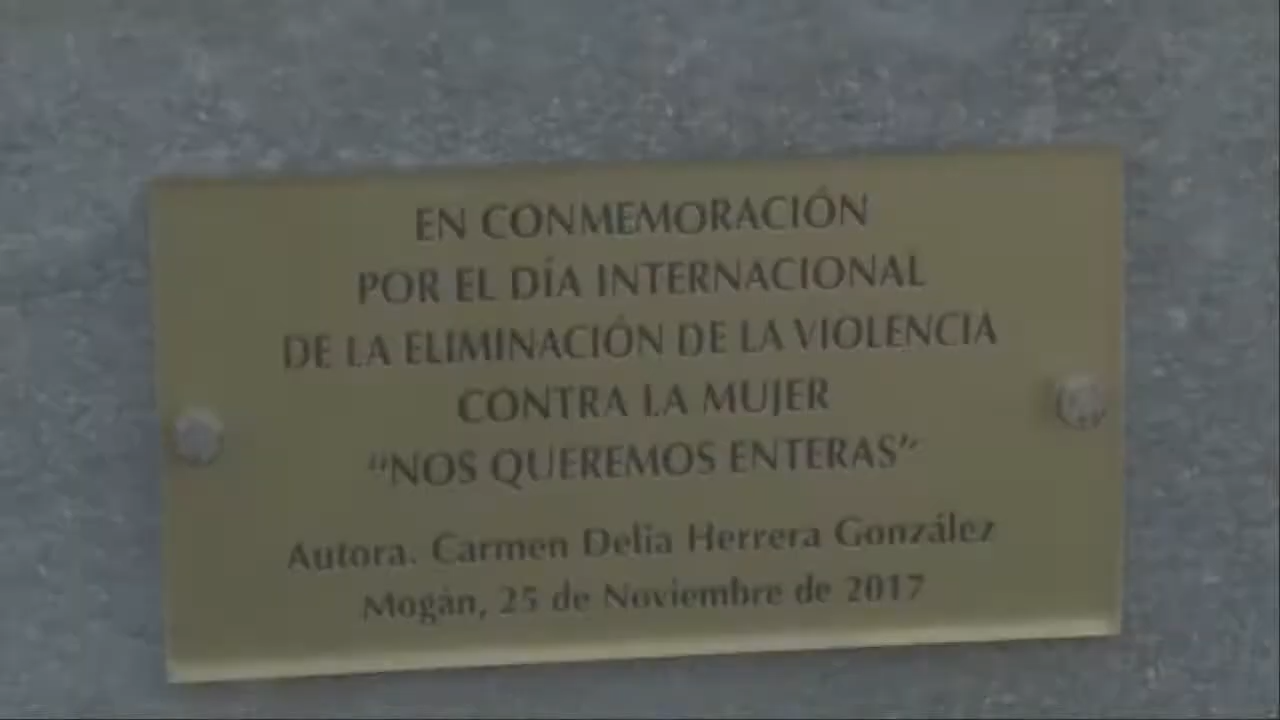 EN CONMEMORACIÓN
POR EL DÍA INTERNACIONAL
DE LA ELIMINACIÓN DE LA VIOLENCIA
CONTRA LA MUJER
“NOS QUEREMOS ENTERAS”
Autora. Carmen Delia Herrera González
Mogán, 25 de Noviembre de 2017